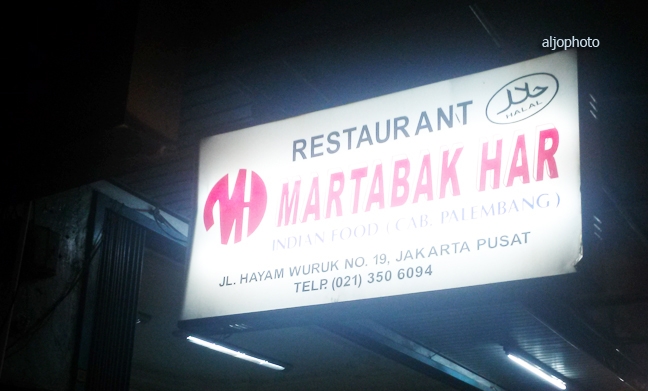 aljophoto
حلال
HALAL
RESTAURANT
MH
MARTABAK HAR
INDIAN FOOD ( CAB. PALEMBANG )
JL. HAYAM WURUK NO. 19, JAKARTA PUSAT
TELP. (021) 350 6094